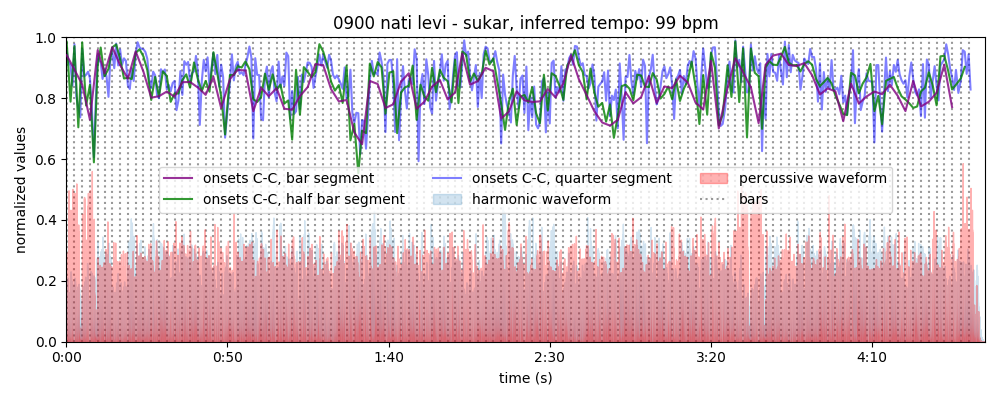 0900 nati levi - sukar, inferred tempo: 99 bpm
1.0
0.8
0.6
0.4
0.2
0.0
normalized values
onsets C-C, bar segment
onsets C-C, half bar segment
onsets C-C, quarter segment
harmonic waveform
percussive waveform
bars
0:00 0:50 1:40 2:30 3:20 4:10
time (s)